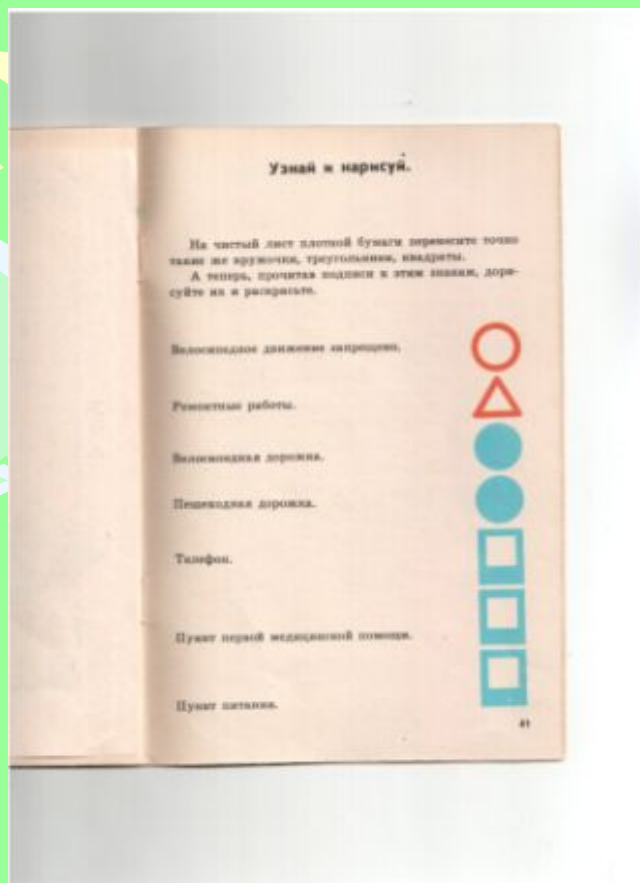 Узнай и нарисуй.
На чистый лист плотной бумаги перенесите точно
такие же кружочки, треугольники, квадраты.
А теперь, прочитав подписи к этим знакам, дори-
суйте их и раскрасьте.
Велосипедное движение запрещено.
Ремонтные работы.
Велосипедная дорожка.
Пешеходная дорожка.
Телефон.
Пункт первой медицинской помощи.
Пункт питания.
41